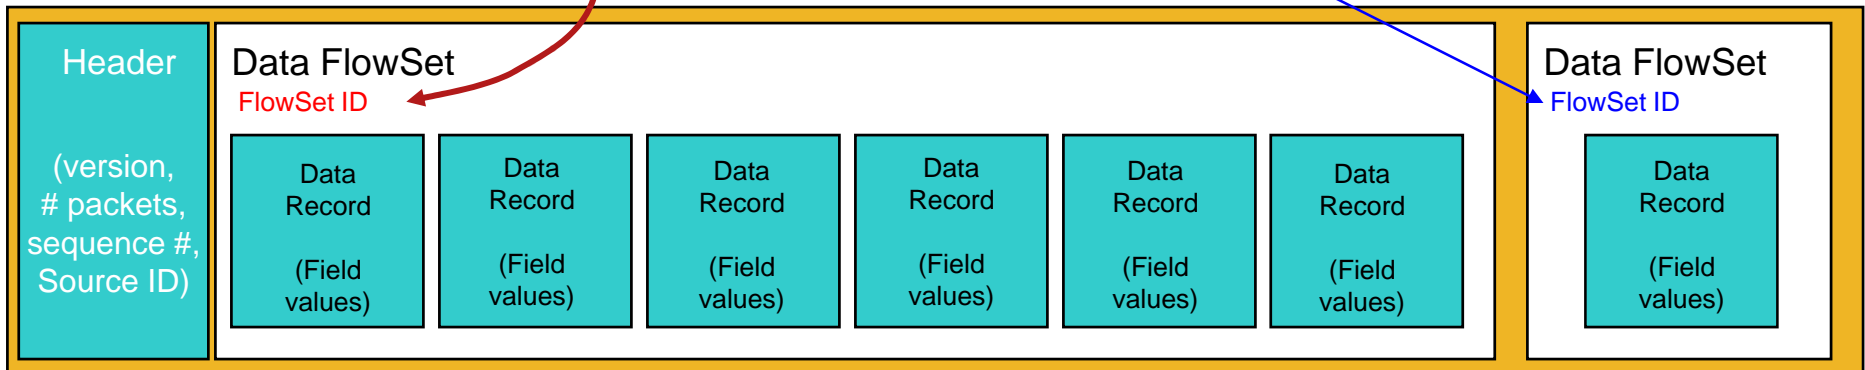 Header
(version,
# packets,
sequence #,
Source ID)
Data FlowSet
FlowSet ID
Data
Record
(Field
values)
Data
Record
(Field
values)
Data
Record
(Field
values)
Data
Record
(Field
values)
Data
Record
(Field
values)
Data
Record
(Field
values)
Data FlowSet
FlowSet ID
Data
Record
(Field
values)